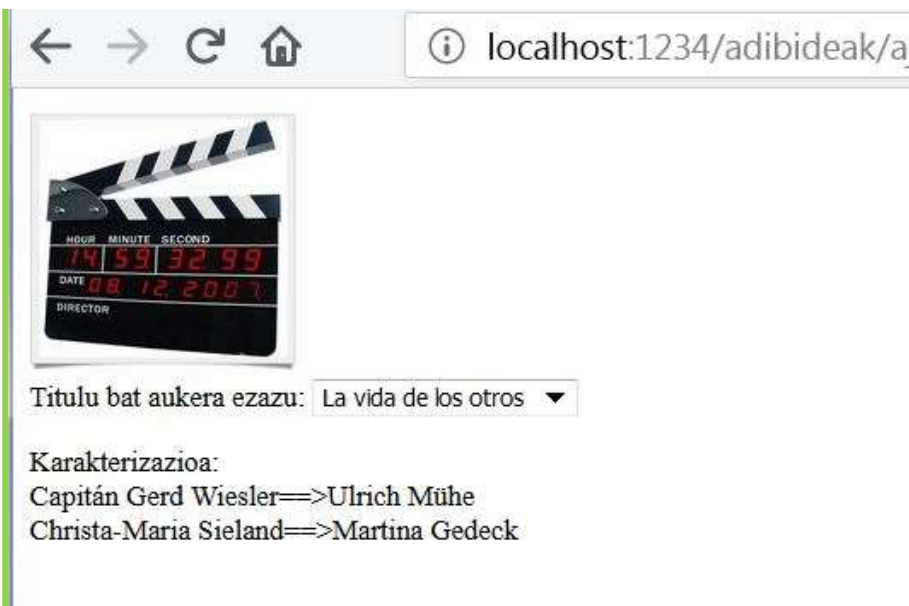 localhost:1234/adibideak/a
HOUR MINUTE SECOND
14 59 32 99
DATE 08. 12. 2007.
DIRECTOR
Titulu bat aukera ezazu: La vida de los otros
Karakterizazioa:
Capitán Gerd Wiesler==>Ulrich Mühe
Christa-Maria Sieland==>Martina Gedeck